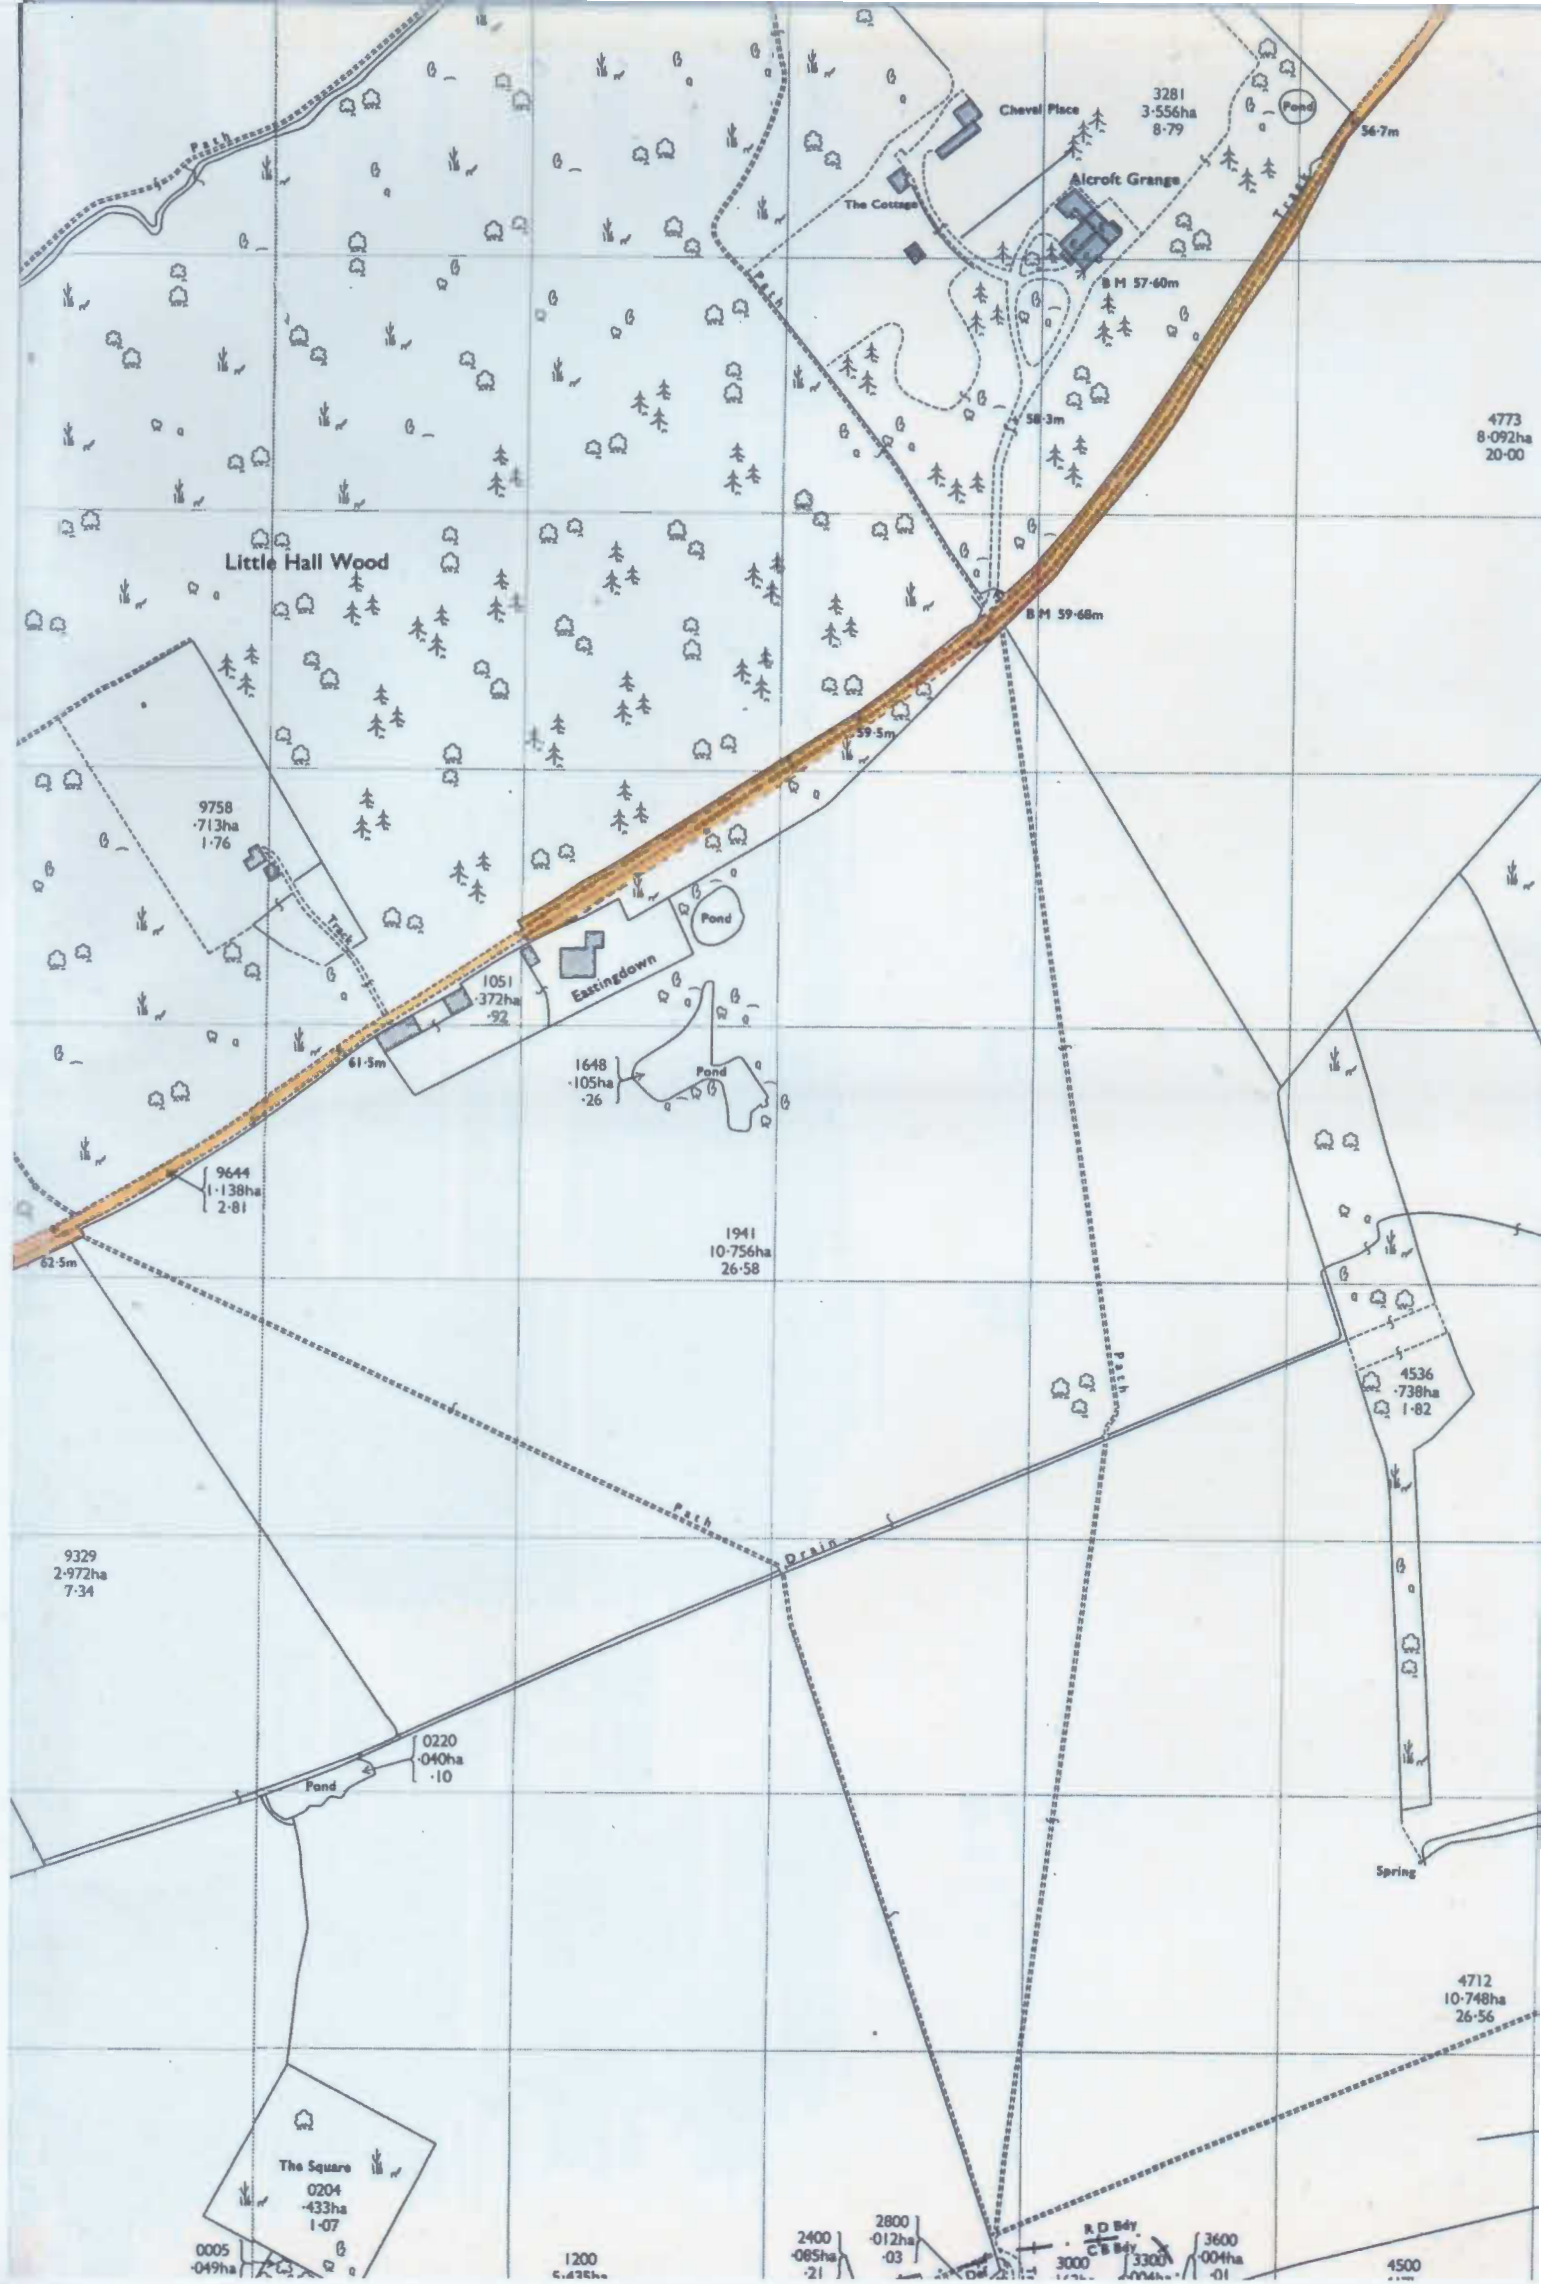 Path
Cheval Place
3281
3·556ha
8·79
Pond
56·7m
Track
Alcroft Grange
The Cottage
Path
B M 57·60m
58·3m
4773
8·092ha
20·00
Little Hall Wood
B M 59·68m
59·5m
9758
·713ha
1·76
Track
Pond
Eastingdown
1051
·372ha
·92
61·5m
1648
·105ha
·26
Pond
9644
1·138ha
2·81
62·5m
1941
10·756ha
26·58
Path
4536
·738ha
1·82
Path
Drain
9329
2·972ha
7·34
0220
·040ha
·10
Pond
Spring
4712
10·748ha
26·56
The Square
0204
·433ha
1·07
0005
·049ha
1200
5·435ha
2400
·085ha
·21
2800
·012ha
·03
R D Bdy
C B Bdy
3000
3300
·004ha
3600
·004ha
·01
4500